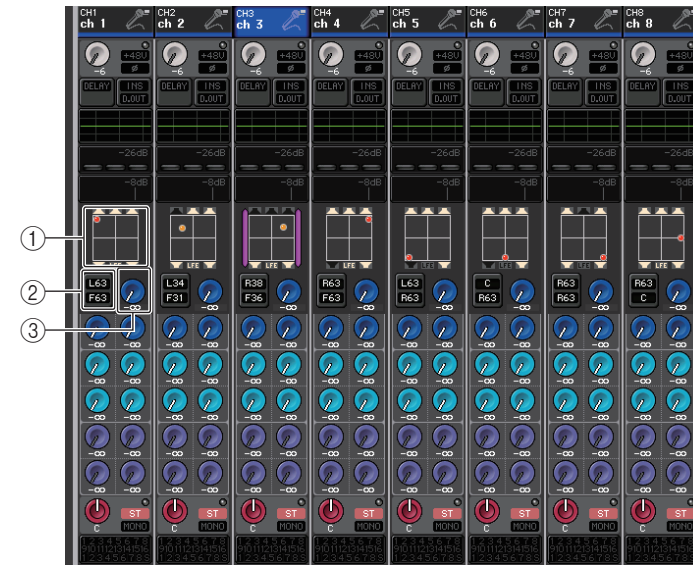 CH1 CH2 CH3 CH4 CH5 CH6 CH7 CH8
ch 1 ch 2 ch 3 ch 4 ch 5 ch 6 ch 7 ch 8
+48V +48V +48V +48V +48V +48V +48V +48V
-6 ø -6 ø -6 ø -6 ø -6 ø -6 ø -6 ø -6 ø
DELAY INS DELAY INS DELAY INS DELAY INS DELAY INS DELAY INS DELAY INS DELAY INS
D.OUT D.OUT D.OUT D.OUT D.OUT D.OUT D.OUT D.OUT
-26dB -26dB -26dB -26dB -26dB -26dB -26dB -26dB
-8dB -8dB -8dB -8dB -8dB -8dB -8dB -8dB
①
LFE LFE LFE LFE LFE LFE LFE LFE
② L63 L34 R38 R63 L63 C R63 R63
F63 F31 F36 F63 R63 R63 R63 C
-∞ -∞ -∞ -∞ -∞ -∞ -∞ -∞
③
-∞ -∞ -∞ -∞ -∞ -∞ -∞ -∞ -∞ -∞ -∞ -∞ -∞ -∞ -∞ -∞
-∞ -∞ -∞ -∞ -∞ -∞ -∞ -∞ -∞ -∞ -∞ -∞ -∞ -∞ -∞ -∞
-∞ -∞ -∞ -∞ -∞ -∞ -∞ -∞ -∞ -∞ -∞ -∞ -∞ -∞ -∞ -∞
-∞ -∞ -∞ -∞ -∞ -∞ -∞ -∞ -∞ -∞ -∞ -∞ -∞ -∞ -∞ -∞
-∞ -∞ -∞ -∞ -∞ -∞ -∞ -∞ -∞ -∞ -∞ -∞ -∞ -∞ -∞ -∞
ST ST ST ST ST ST ST ST
C MONO C MONO C MONO C MONO C MONO C MONO C MONO C MONO